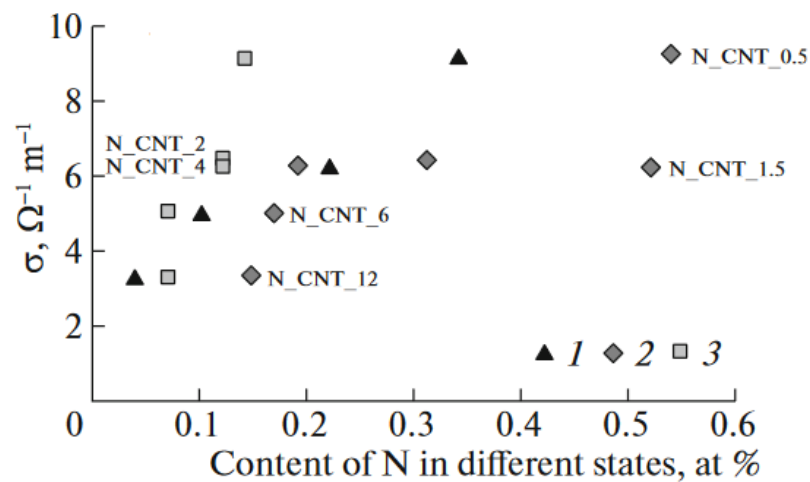 10
8
6
4
2
0
0.1 0.2 0.3 0.4 0.5 0.6
σ, Ω⁻¹ m⁻¹
Content of N in different states, at %
N_CNT_0.5
N_CNT_2
N_CNT_4
N_CNT_1.5
N_CNT_6
N_CNT_12
1 2 3